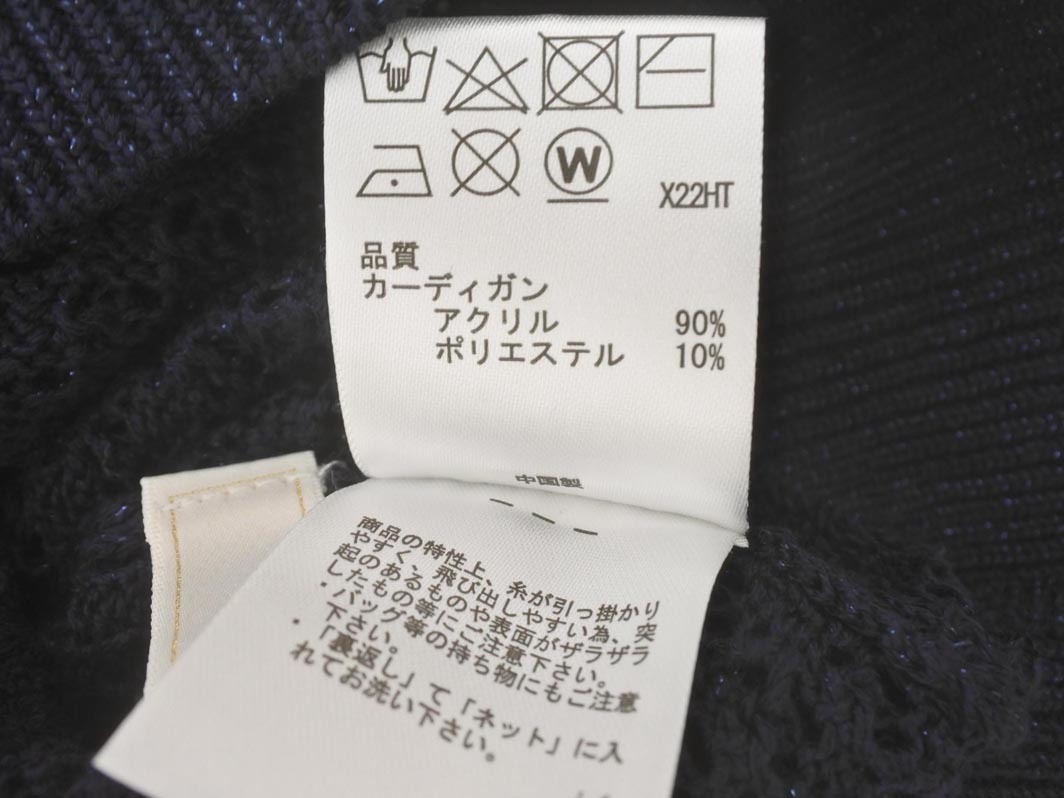 W
X22HT
品質
カーディガン
アクリル 90%
ポリエステル 10%
中国製
商品の特性上、糸が引っ掛かり
やすく、飛び出しやすい為、突
起のあるものや表面がザラザラ
したもの等にご注意下さい。
・バッグ等の持ち物にもご注意
下さい。
・「裏返し」て「ネット」に入
れてお洗い下さい。